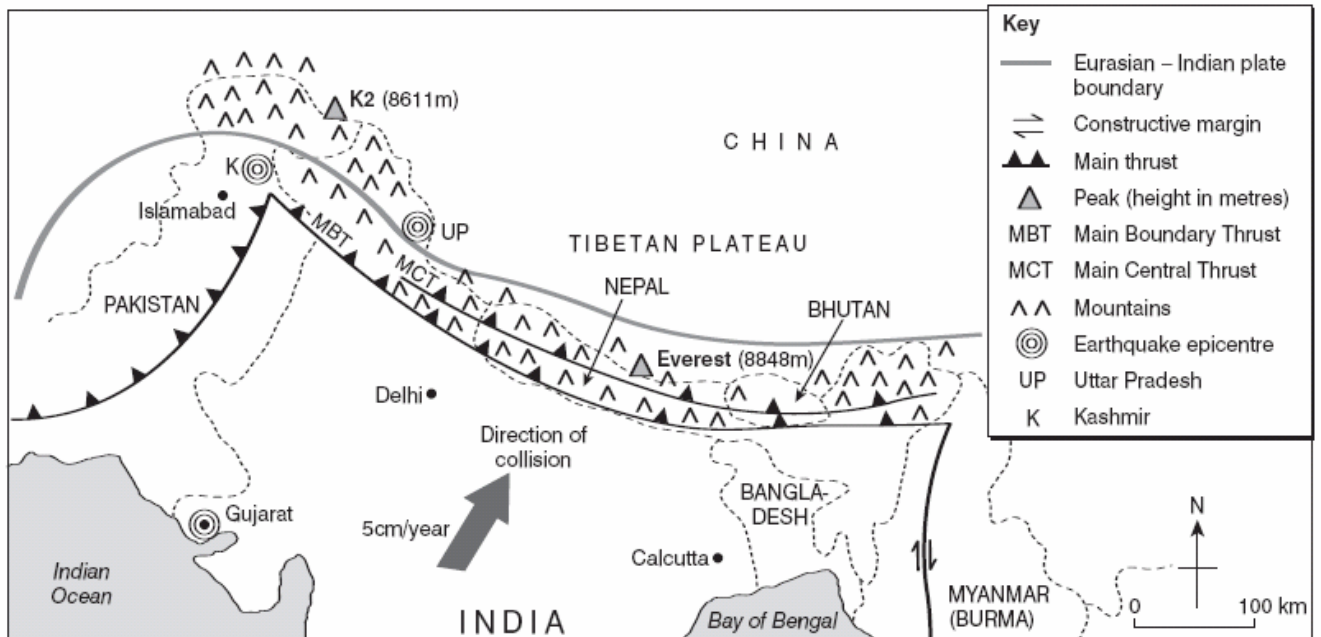 K2 (8611m)
CHINA
K
Islamabad
UP
MBT
TIBETAN PLATEAU
MCT
NEPAL
PAKISTAN
BHUTAN
Everest (8848m)
Delhi
Direction of
collision
BANGLA-
DESH
Gujarat
5cm/year
Calcutta
Indian
Ocean
INDIA
Bay of Bengal
MYANMAR
(BURMA)
N
0 100 km
Key
Eurasian – Indian plate
boundary
Constructive margin
Main thrust
Peak (height in metres)
MBT Main Boundary Thrust
MCT Main Central Thrust
Mountains
Earthquake epicentre
UP Uttar Pradesh
K Kashmir